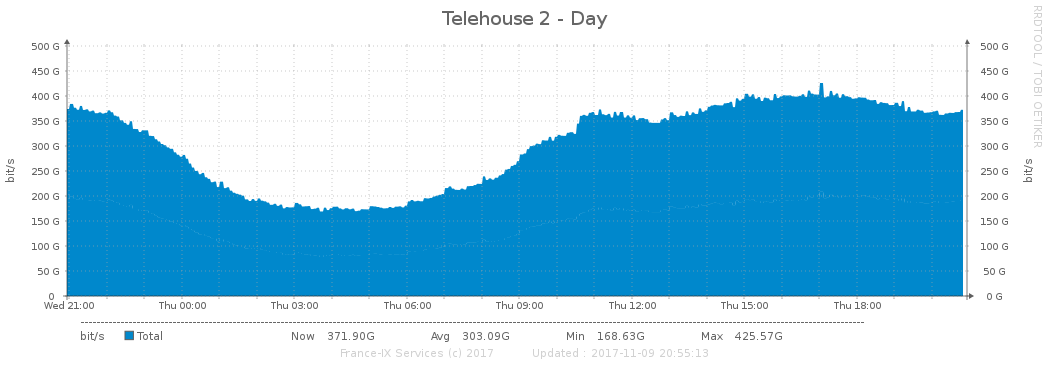 Telehouse 2 - Day
RRDTOOL / TOBI OETIKER
bit/s
500 G 500 G
450 G 450 G
400 G 400 G
350 G 350 G
300 G 300 G
250 G 250 G
200 G 200 G
150 G 150 G
100 G 100 G
50 G 50 G
0 0 G
bit/s
Wed 21:00 Thu 00:00 Thu 03:00 Thu 06:00 Thu 09:00 Thu 12:00 Thu 15:00 Thu 18:00
bit/s Total Now 371.90G Avg 303.09G Min 168.63G Max 425.57G
France-IX Services (c) 2017 Updated : 2017-11-09 20:55:13